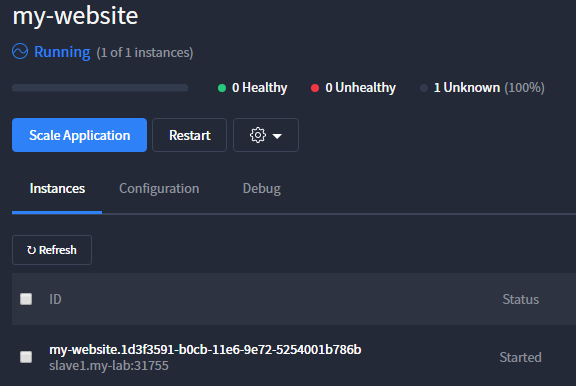 my-website
Running (1 of 1 instances)
0 Healthy 0 Unhealthy 1 Unknown (100%)
Scale Application Restart
Instances Configuration Debug
Refresh
ID Status
my-website.1d3f3591-b0cb-11e6-9e72-5254001b786b
slave1.my-lab:31755 Started